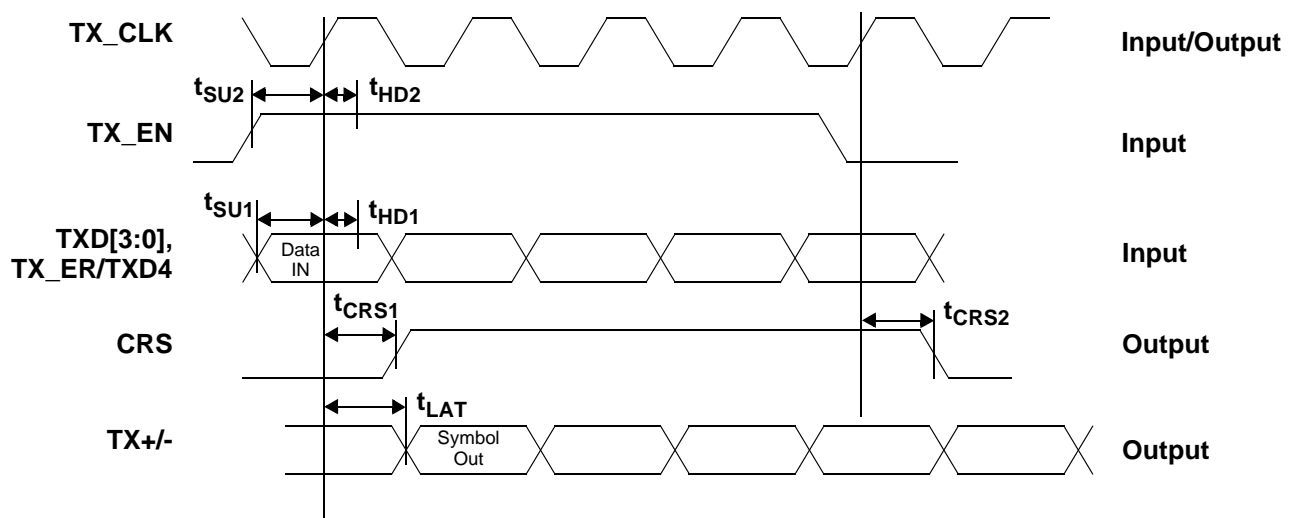 TX_CLK
Input/Output
tSU2
tHD2
TX_EN
Input
tSU1
tHD1
TXD[3:0],
TX_ER/TXD4
Data
IN
Input
tCRS1
tCRS2
CRS
Output
tLAT
TX+/-
Symbol
Out
Output